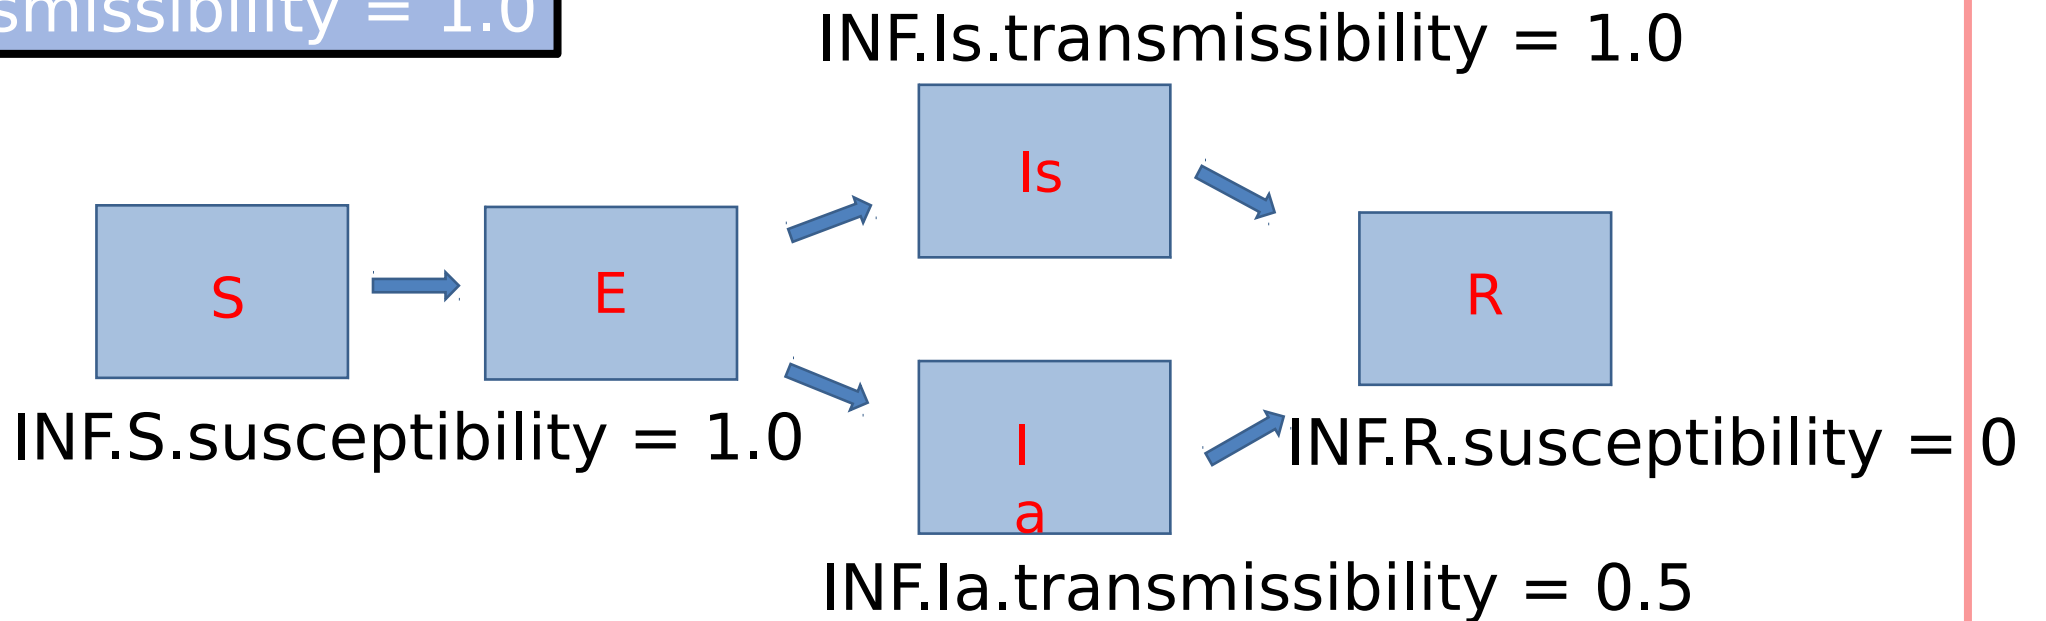 = 1.0
INF.Is.transmissibility = 1.0
Is
S
E
R
INF.S.susceptibility = 1.0
I
a
INF.R.susceptibility = 0
INF.Ia.transmissibility = 0.5